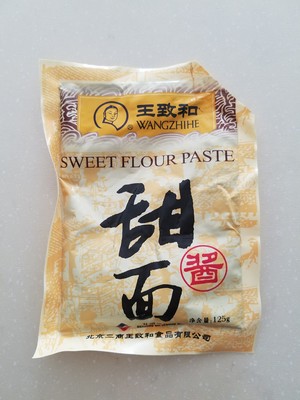 王致和
WANGZHIHE
SWEET FLOUR PASTE
甜
面
酱
净含量:125g
北京二商王致和食品有限公司